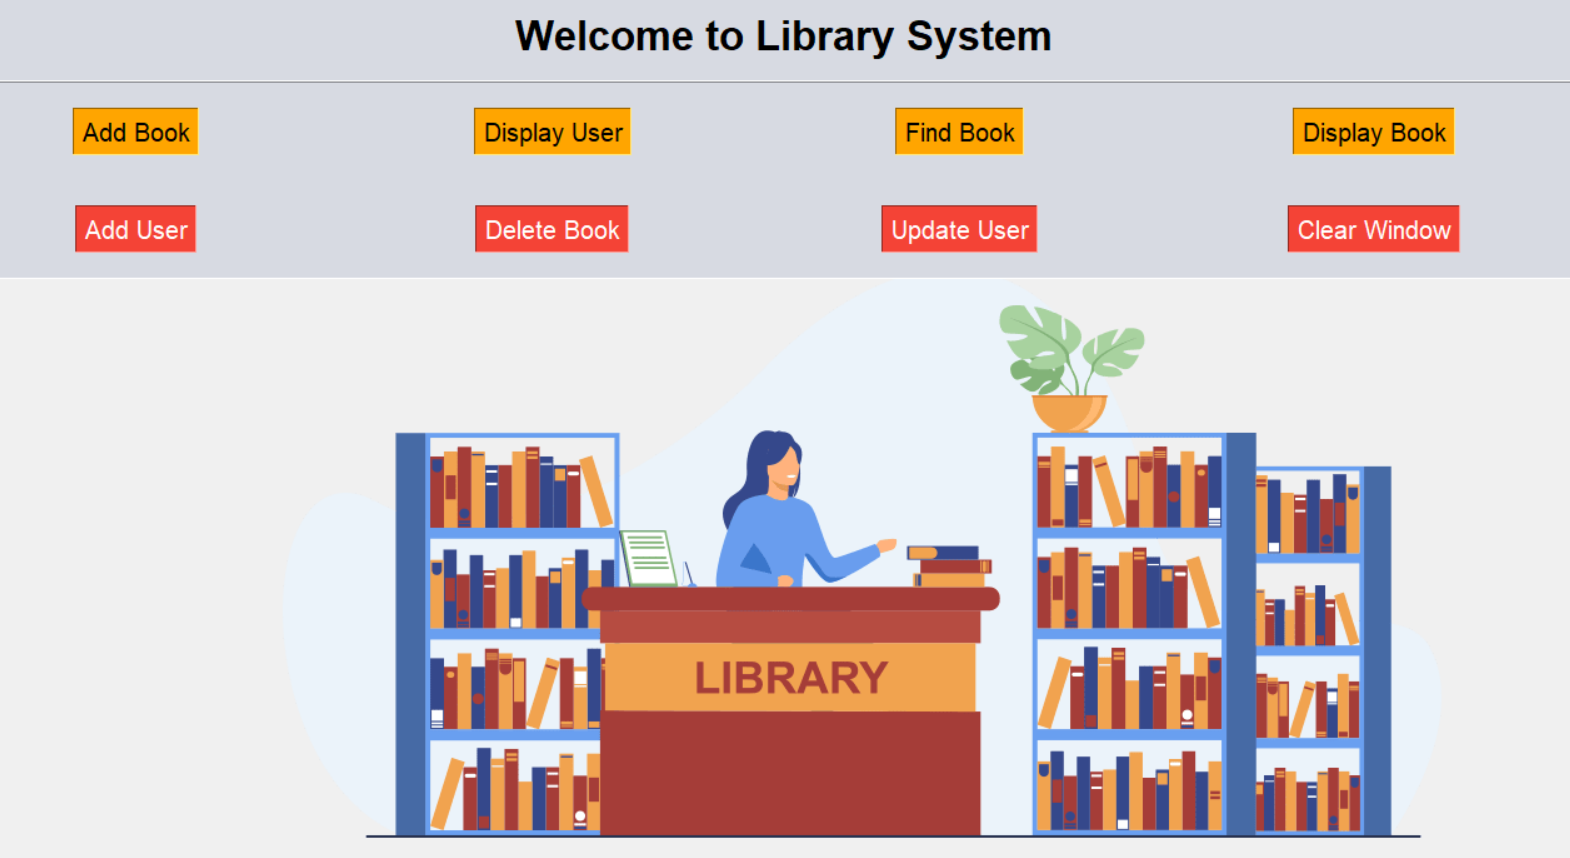 Welcome to Library System
Add Book
Display User
Find Book
Display Book
Add User
Delete Book
Update User
Clear Window
LIBRARY